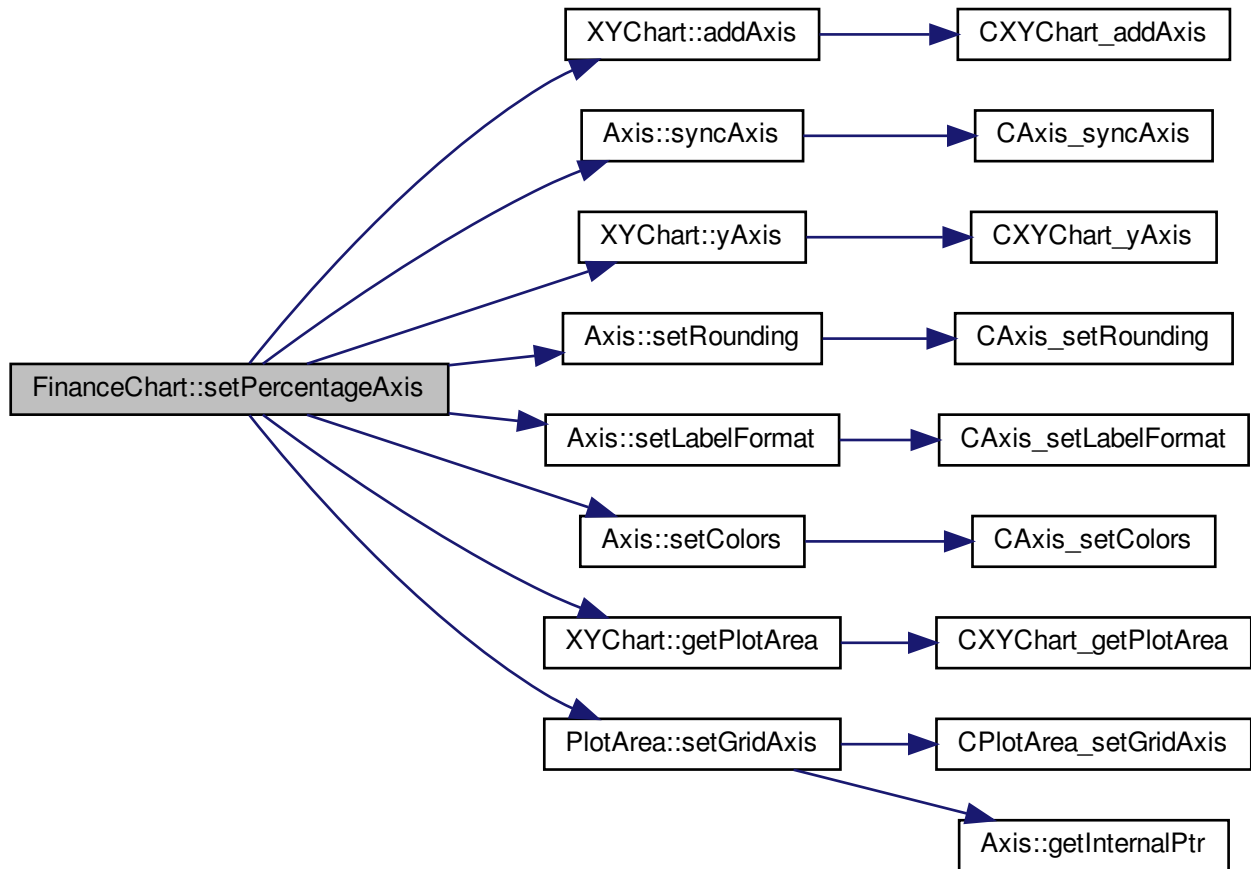 XYChart::addAxis
CXYChart_addAxis
Axis::syncAxis
CAxis_syncAxis
XYChart::yAxis
CXYChart_yAxis
Axis::setRounding
CAxis_setRounding
FinanceChart::setPercentageAxis
Axis::setLabelFormat
CAxis_setLabelFormat
Axis::setColors
CAxis_setColors
XYChart::getPlotArea
CXYChart_getPlotArea
PlotArea::setGridAxis
CPlotArea_setGridAxis
Axis::getInternalPtr